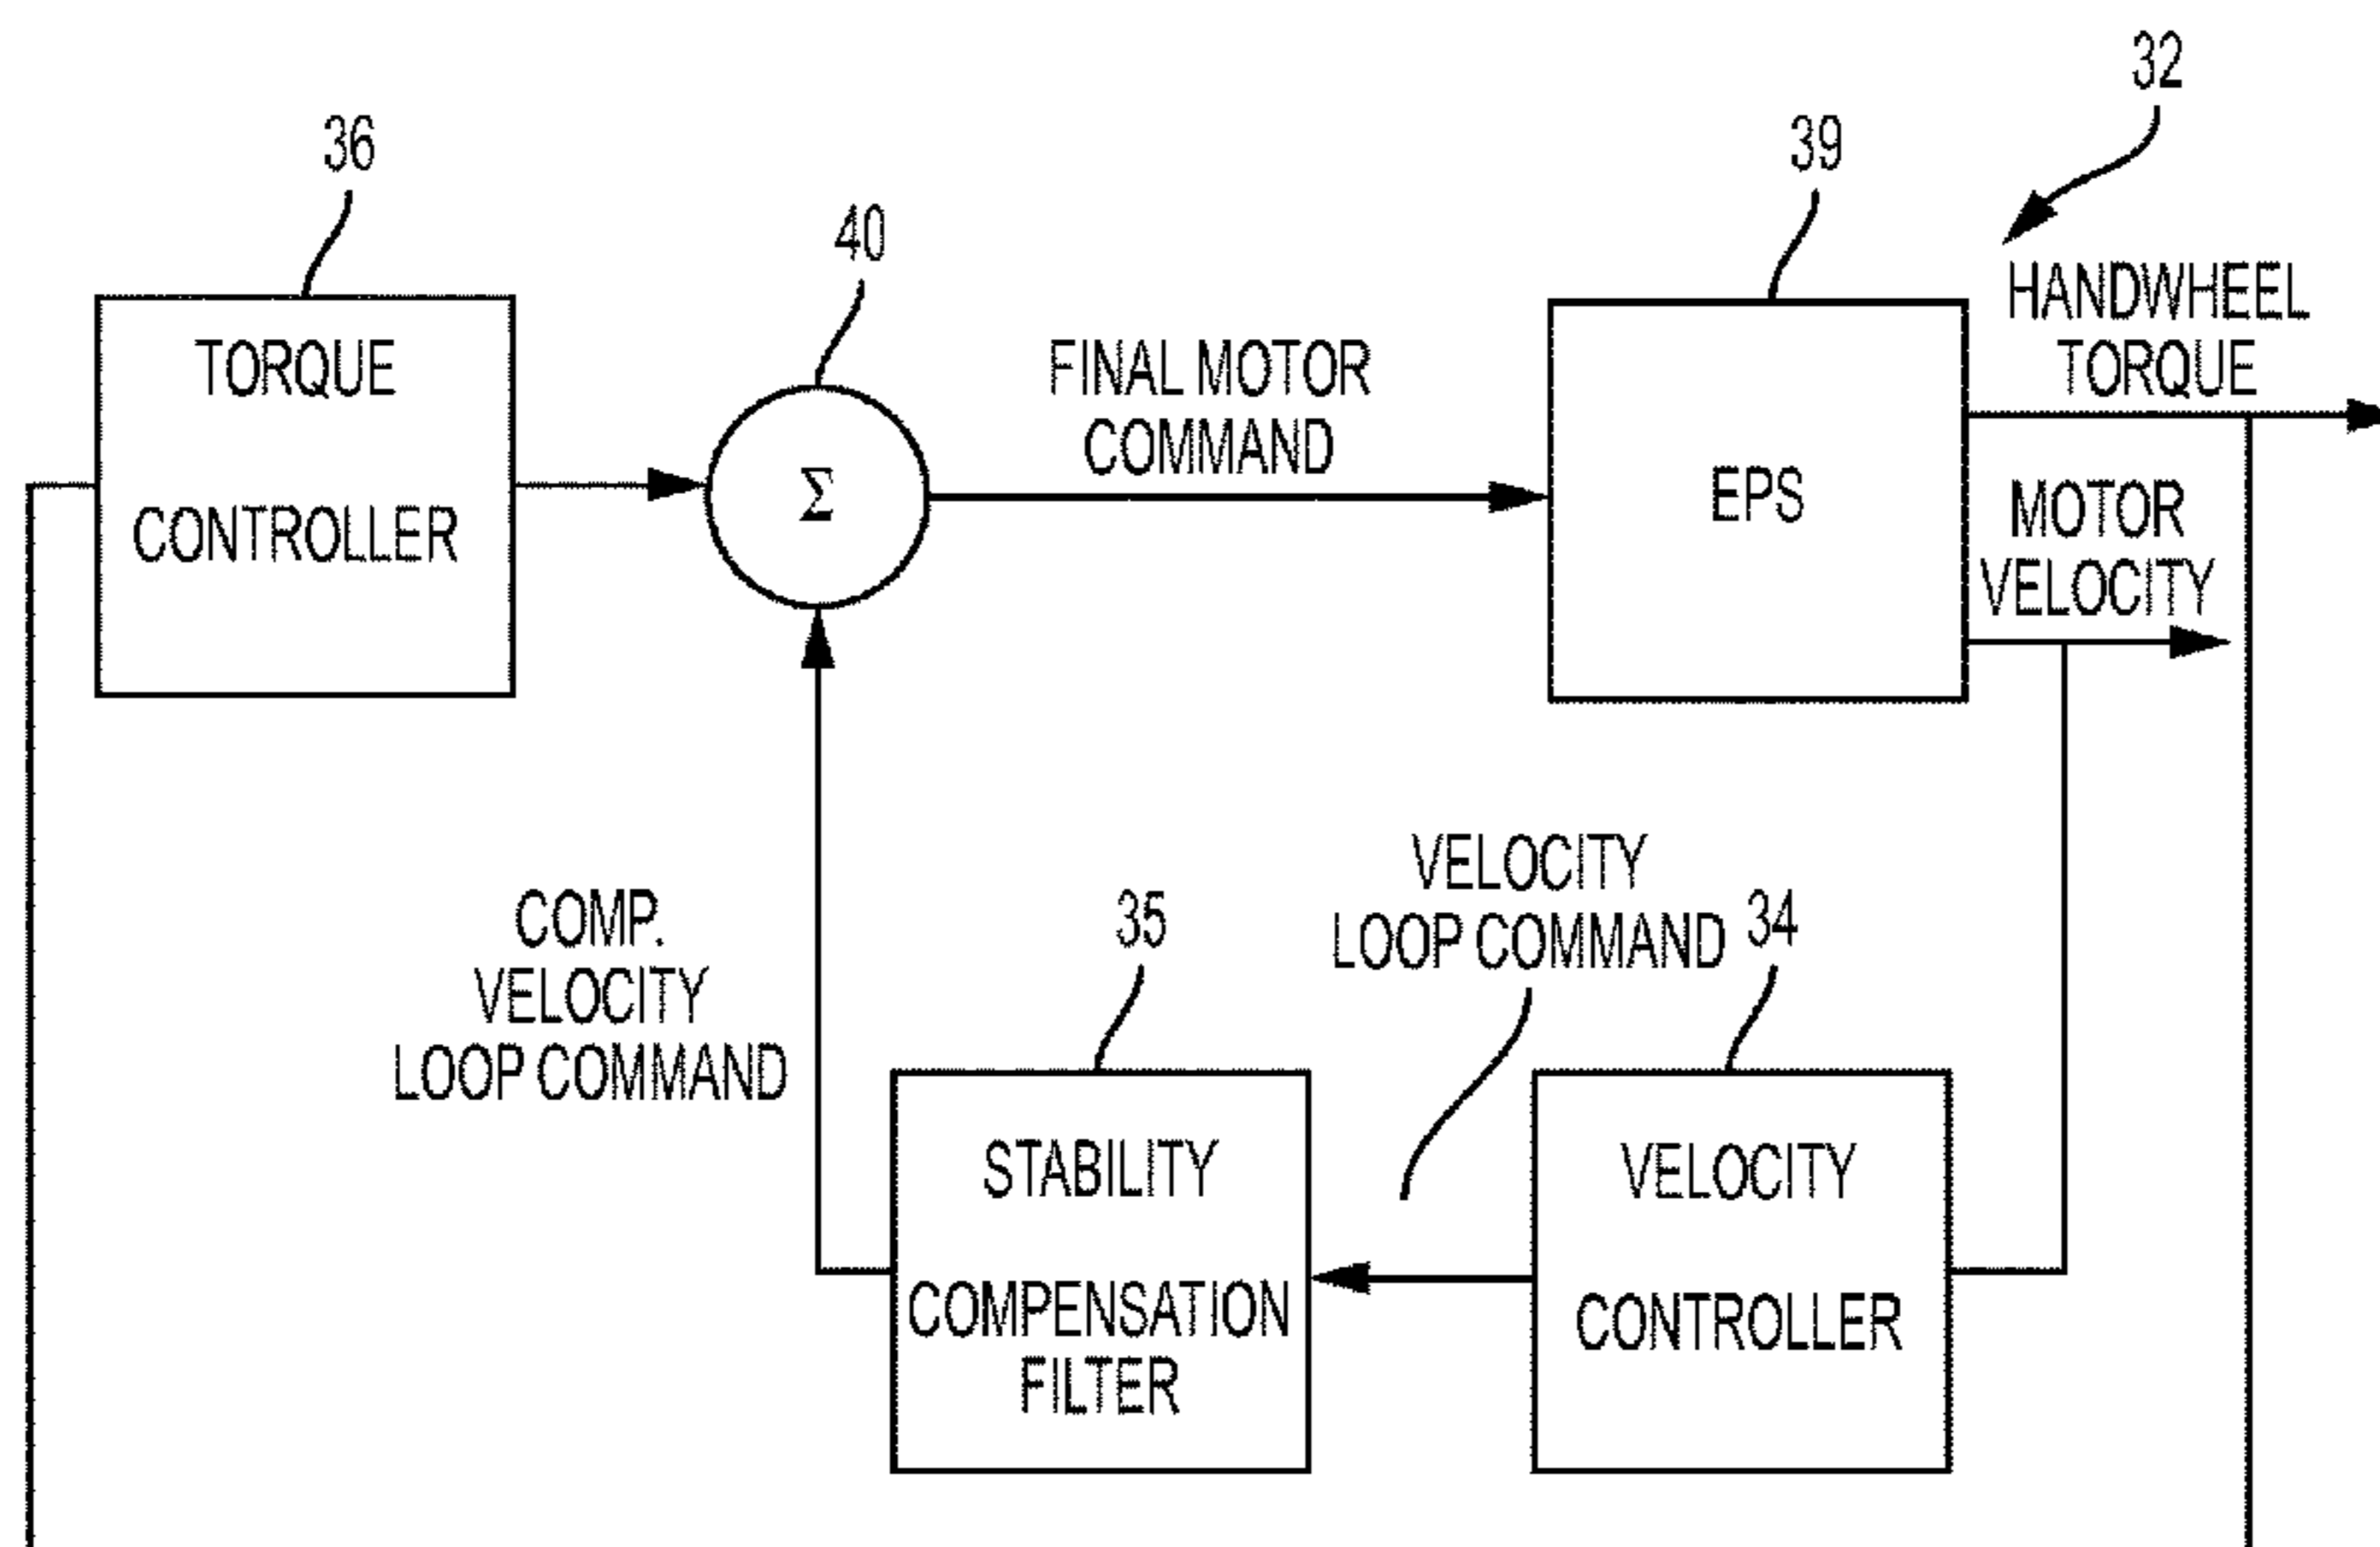 32
36
39
40
HANDWHEEL
TORQUE
TORQUE
CONTROLLER
Σ
FINAL MOTOR
COMMAND
EPS
MOTOR
VELOCITY
COMP.
VELOCITY
LOOP COMMAND
35
VELOCITY
LOOP COMMAND
34
STABILITY
COMPENSATION
FILTER
VELOCITY
CONTROLLER